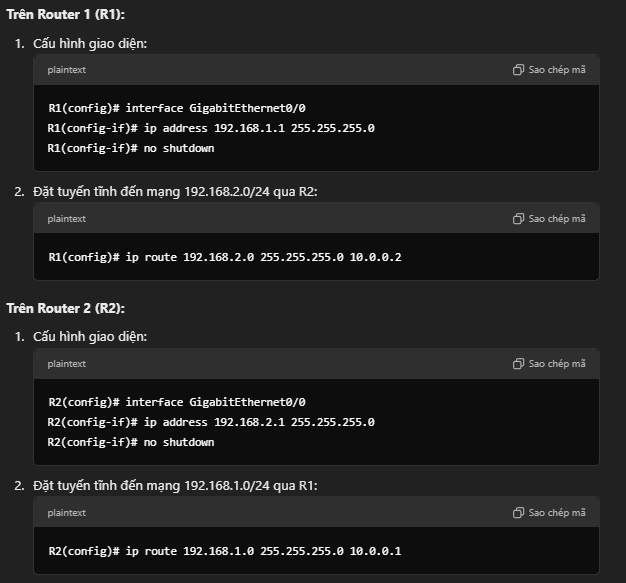 Trên Router 1 (R1):
1. Cấu hình giao diện:
plaintext
Sao chép mã
R1(config)# interface GigabitEthernet0/0
R1(config-if)# ip address 192.168.1.1 255.255.255.0
R1(config-if)# no shutdown
2. Đặt tuyến tĩnh đến mạng 192.168.2.0/24 qua R2:
plaintext
Sao chép mã
R1(config)# ip route 192.168.2.0 255.255.255.0 10.0.0.2
Trên Router 2 (R2):
1. Cấu hình giao diện:
plaintext
Sao chép mã
R2(config)# interface GigabitEthernet0/0
R2(config-if)# ip address 192.168.2.1 255.255.255.0
R2(config-if)# no shutdown
2. Đặt tuyến tĩnh đến mạng 192.168.1.0/24 qua R1:
plaintext
Sao chép mã
R2(config)# ip route 192.168.1.0 255.255.255.0 10.0.0.1